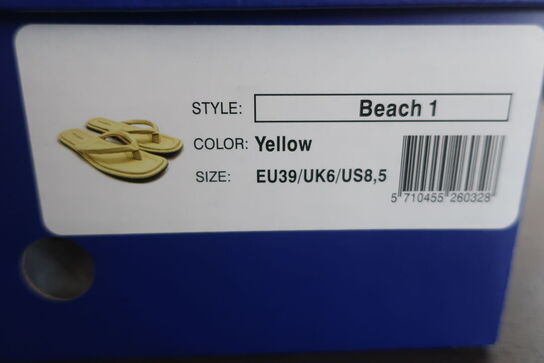 STYLE: Beach 1
COLOR: Yellow
SIZE: EU39/UK6/US8,5
5 710455 260328